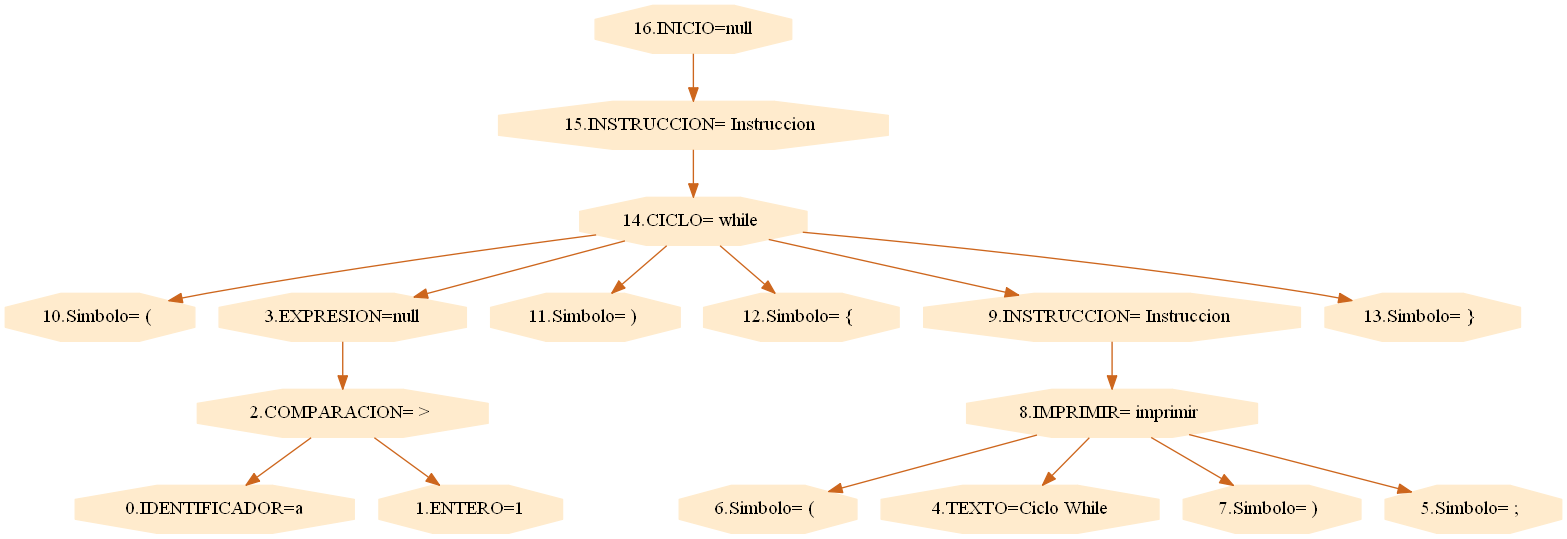 16.INICIO=null
15.INSTRUCCION= Instruccion
14.CICLO= while
10.Simbolo= (
3.EXPRESION=null
11.Simbolo= )
12.Simbolo= {
9.INSTRUCCION= Instruccion
13.Simbolo= }
2.COMPARACION= >
8.IMPRIMIR= imprimir
0.IDENTIFICADOR=a
1.ENTERO=1
6.Simbolo= (
4.TEXTO=Ciclo While
7.Simbolo= )
5.Simbolo= ;